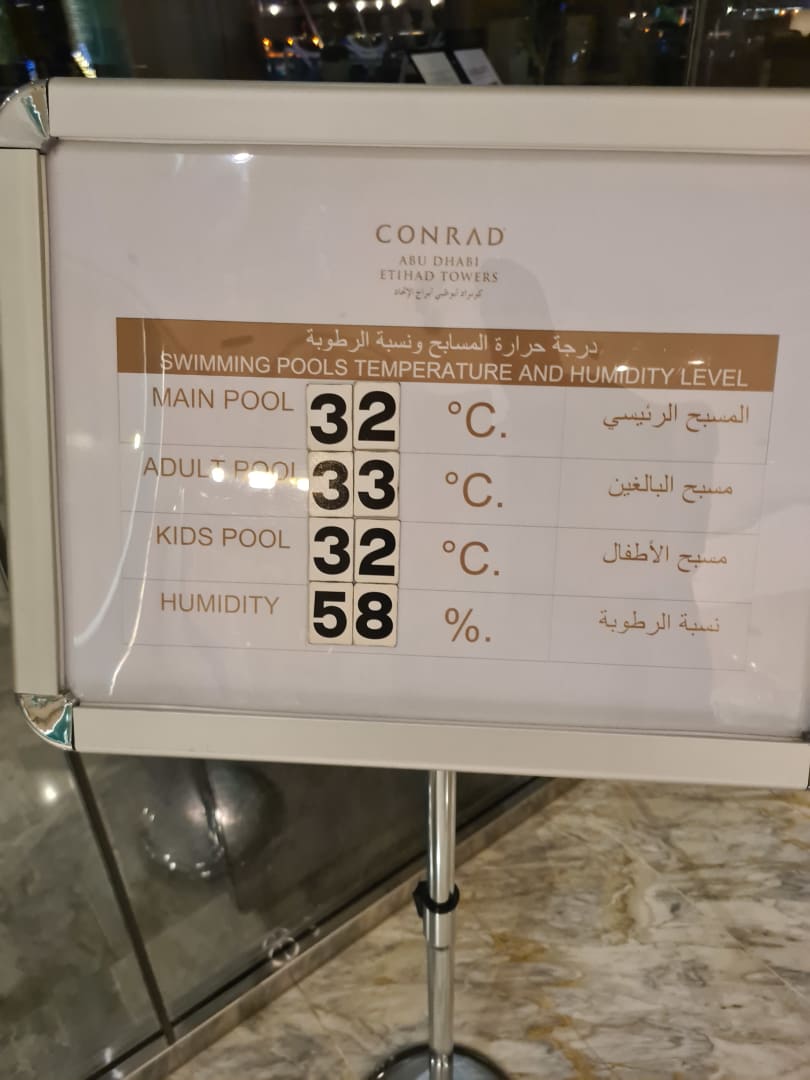 CONRAD
ABU DHABI
ETIHAD TOWERS
كونراد أبوظبي أبراج الإتحاد
درجة حرارة المسابح ونسبة الرطوبة
SWIMMING POOLS TEMPERATURE AND HUMIDITY LEVEL
MAIN POOL 32 °C. المسبح الرئيسي
ADULT POOL 33 °C. مسبح البالغين
KIDS POOL 32 °C. مسبح الأطفال
HUMIDITY 58 %. نسبة الرطوبة